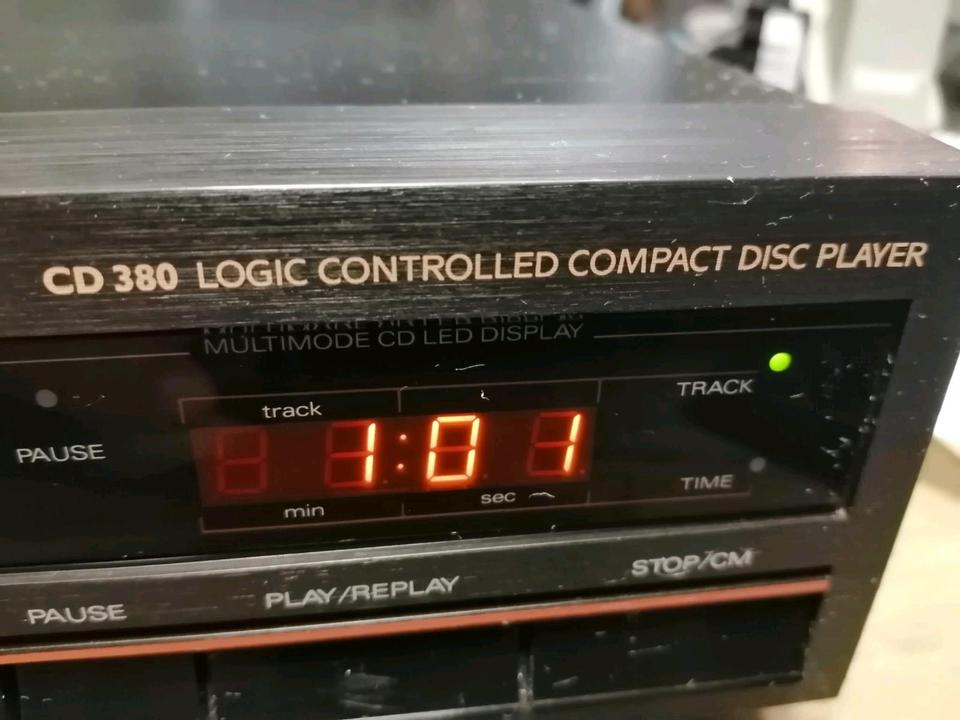 CD 380 LOGIC CONTROLLED COMPACT DISC PLAYER
MULTIMODE CD LED DISPLAY
track
TRACK
PAUSE
1:01
TIME
min
sec
PAUSE
PLAY/REPLAY
STOP/CM